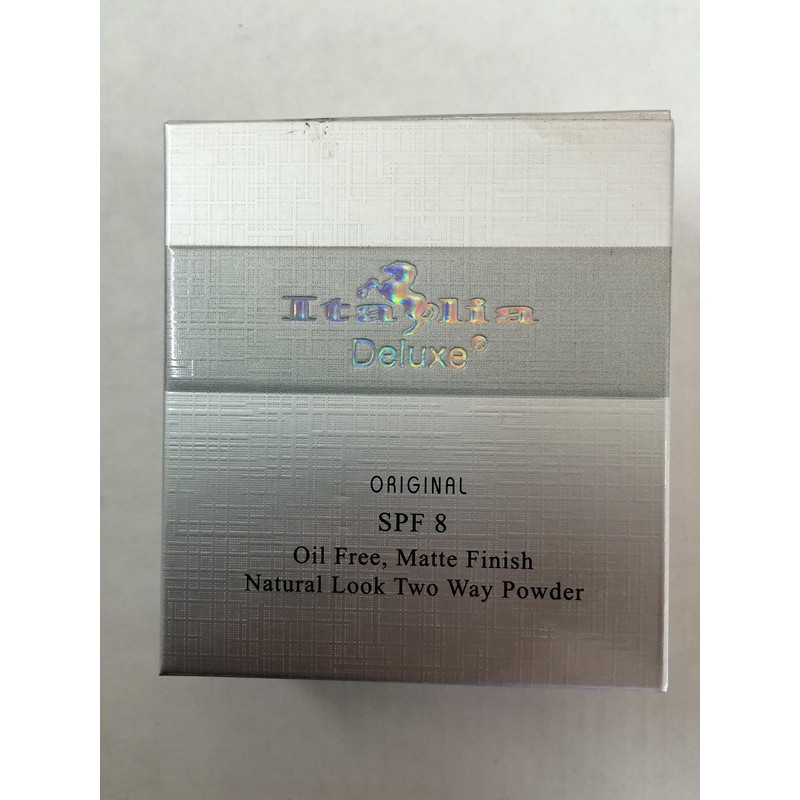 Italia
Deluxe®
ORIGINAL
SPF 8
Oil Free, Matte Finish
Natural Look Two Way Powder